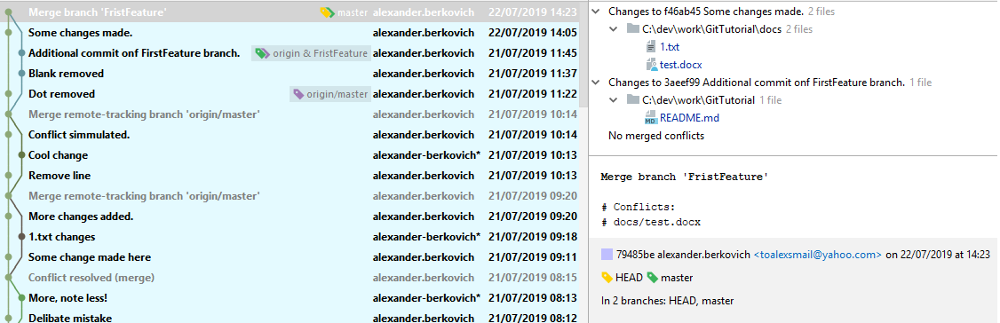 Merge branch 'FristFeature' master alexander.berkovich 22/07/2019 14:23
Some changes made. alexander.berkovich 22/07/2019 14:05
Additional commit onf FirstFeature branch. origin & FristFeature alexander.berkovich 21/07/2019 11:45
Blank removed alexander.berkovich 21/07/2019 11:37
Dot removed origin/master alexander.berkovich 21/07/2019 11:22
Merge remote-tracking branch 'origin/master' alexander.berkovich 21/07/2019 10:14
Conflict simmulated. alexander.berkovich 21/07/2019 10:14
Cool change alexander-berkovich* 21/07/2019 10:13
Remove line alexander.berkovich 21/07/2019 10:13
Merge remote-tracking branch 'origin/master' alexander.berkovich 21/07/2019 09:20
More changes added. alexander.berkovich 21/07/2019 09:20
1.txt changes alexander-berkovich* 21/07/2019 09:18
Some change made here alexander.berkovich 21/07/2019 09:11
Conflict resolved (merge) alexander.berkovich 21/07/2019 08:15
More, note less! alexander-berkovich* 21/07/2019 08:13
Delibate mistake alexander.berkovich 21/07/2019 08:12
Changes to f46ab45 Some changes made. 2 files
C:\dev\work\GitTutorial\docs 2 files
1.txt
test.docx
Changes to 3aeef99 Additional commit onf FirstFeature branch. 1 file
C:\dev\work\GitTutorial 1 file
MD README.md
No merged conflicts
Merge branch 'FristFeature'
# Conflicts:
# docs/test.docx
79485be alexander.berkovich <toalexsmail@yahoo.com> on 22/07/2019 at 14:23
HEAD master
In 2 branches: HEAD, master